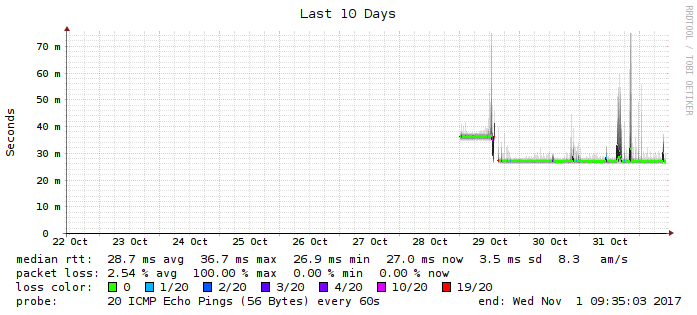 Last 10 Days
RRDTOOL / TOBI OETIKER
Seconds
70 m
60 m
50 m
40 m
30 m
20 m
10 m
0
22 Oct 23 Oct 24 Oct 25 Oct 26 Oct 27 Oct 28 Oct 29 Oct 30 Oct 31 Oct
median rtt: 28.7 ms avg 36.7 ms max 26.9 ms min 27.0 ms now 3.5 ms sd 8.3 am/s
packet loss: 2.54 % avg 100.00 % max 0.00 % min 0.00 % now
loss color: 0 1/20 2/20 3/20 4/20 10/20 19/20
probe: 20 ICMP Echo Pings (56 Bytes) every 60s end: Wed Nov 1 09:35:03 2017